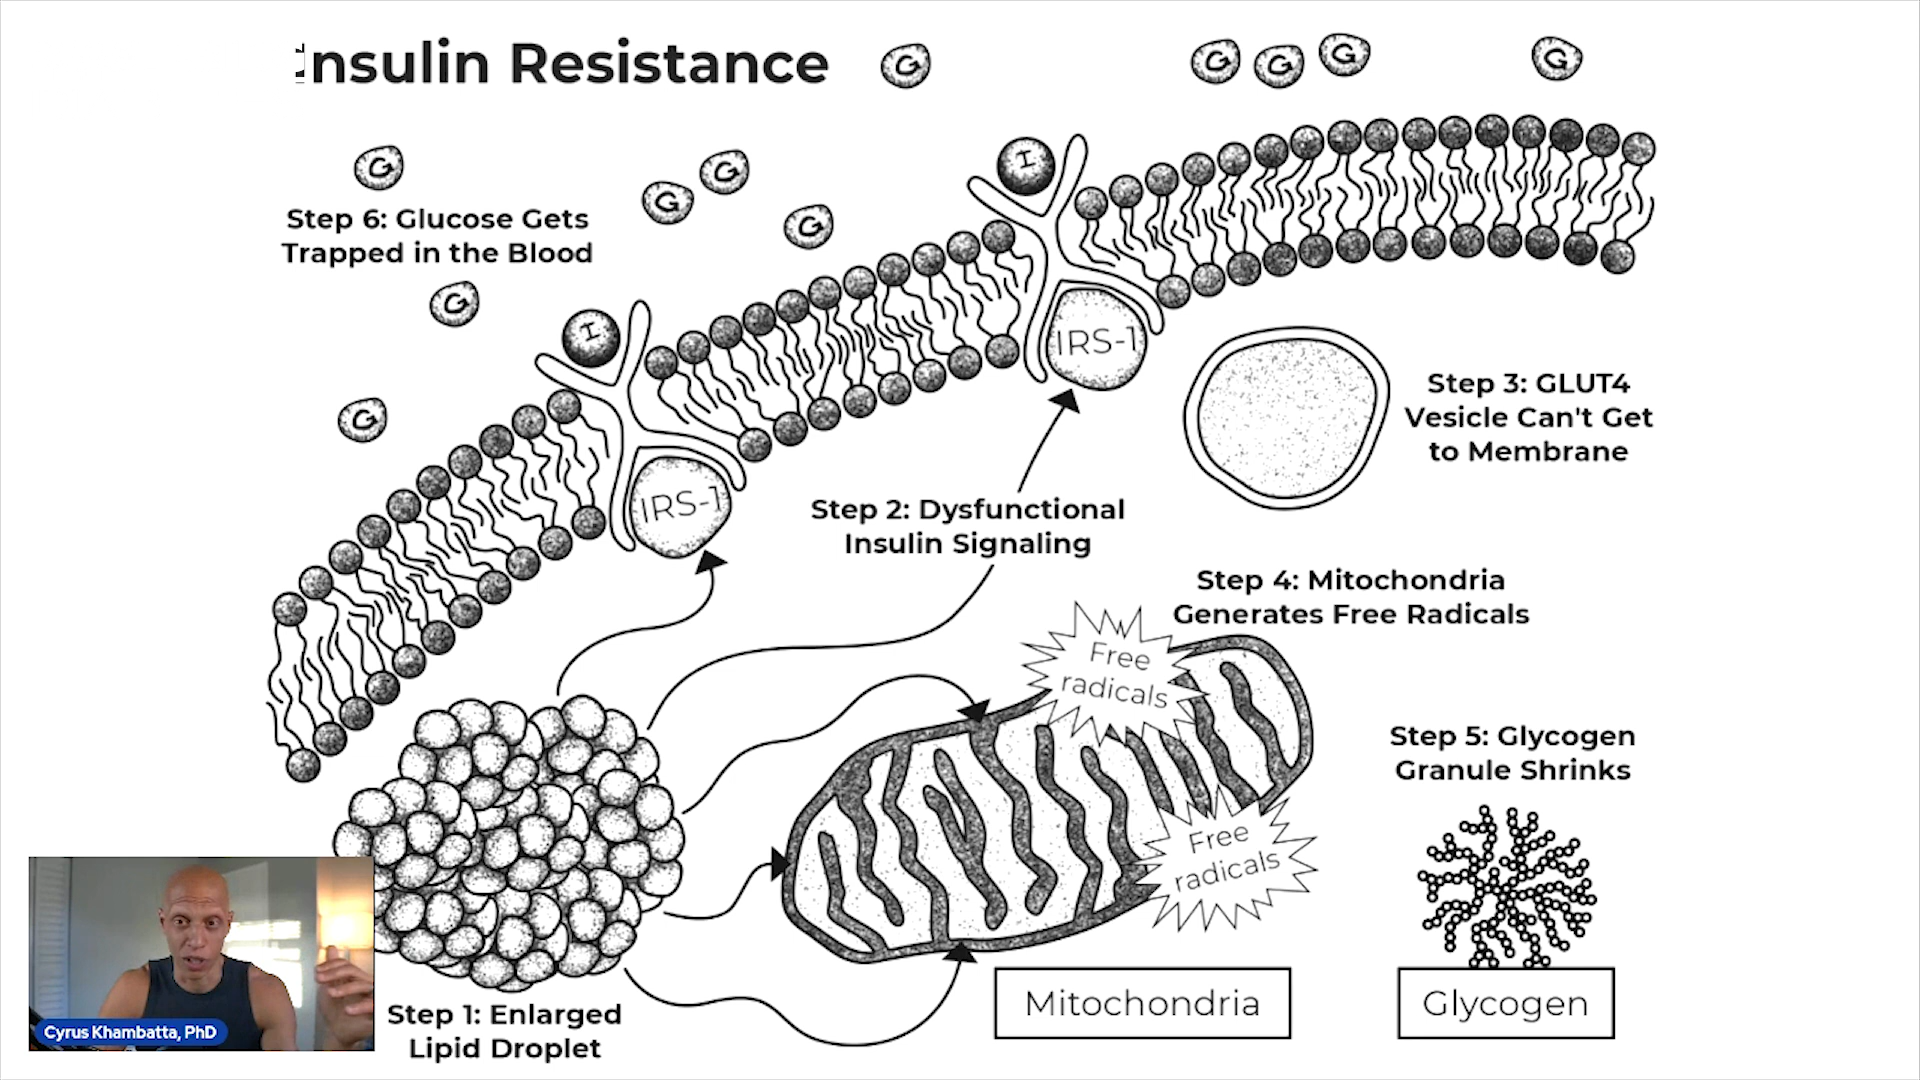 Insulin Resistance
G
G
G
G
G
G
G
G
G
G
G
I
I
Step 6: Glucose Gets
Trapped in the Blood
IRS-1
IRS-1
Step 3: GLUT4
Vesicle Can't Get
to Membrane
Step 2: Dysfunctional
Insulin Signaling
Step 4: Mitochondria
Generates Free Radicals
Free
radicals
Free
radicals
Step 5: Glycogen
Granule Shrinks
Mitochondria
Glycogen
Step 1: Enlarged
Lipid Droplet
Cyrus Khambatta, PhD